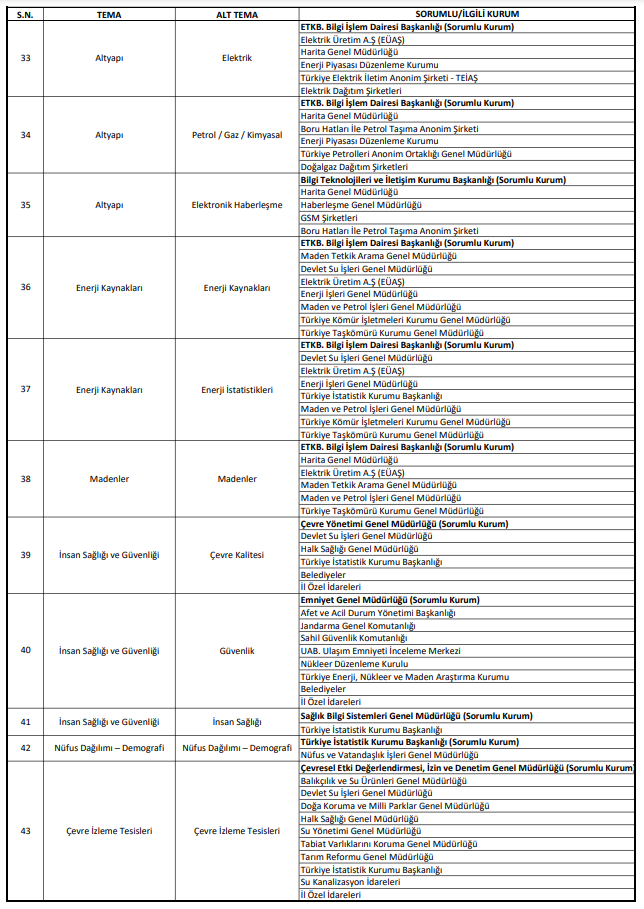 S.N. TEMA ALT TEMA SORUMLU/İLGİLİ KURUM
33 Altyapı Elektrik
ETKB. Bilgi İşlem Dairesi Başkanlığı (Sorumlu Kurum)
Elektrik Üretim A.Ş (EÜAŞ)
Harita Genel Müdürlüğü
Enerji Piyasası Düzenleme Kurumu
Türkiye Elektrik İletim Anonim Şirketi - TEİAŞ
Elektrik Dağıtım Şirketleri
34 Altyapı Petrol / Gaz / Kimyasal
ETKB. Bilgi İşlem Dairesi Başkanlığı (Sorumlu Kurum)
Harita Genel Müdürlüğü
Boru Hatları İle Petrol Taşıma Anonim Şirketi
Enerji Piyasası Düzenleme Kurumu
Türkiye Petrolleri Anonim Ortaklığı Genel Müdürlüğü
Doğalgaz Dağıtım Şirketleri
35 Altyapı Elektronik Haberleşme
Bilgi Teknolojileri ve İletişim Kurumu Başkanlığı (Sorumlu Kurum)
Harita Genel Müdürlüğü
Haberleşme Genel Müdürlüğü
GSM Şirketleri
Boru Hatları İle Petrol Taşıma Anonim Şirketi
36 Enerji Kaynakları Enerji Kaynakları
ETKB. Bilgi İşlem Dairesi Başkanlığı (Sorumlu Kurum)
Maden Tetkik Arama Genel Müdürlüğü
Devlet Su İşleri Genel Müdürlüğü
Elektrik Üretim A.Ş (EÜAŞ)
Enerji İşleri Genel Müdürlüğü
Maden ve Petrol İşleri Genel Müdürlüğü
Türkiye Kömür İşletmeleri Kurumu Genel Müdürlüğü
Türkiye Taşkömürü Kurumu Genel Müdürlüğü
37 Enerji Kaynakları Enerji İstatistikleri
ETKB. Bilgi İşlem Dairesi Başkanlığı (Sorumlu Kurum)
Devlet Su İşleri Genel Müdürlüğü
Elektrik Üretim A.Ş (EÜAŞ)
Enerji İşleri Genel Müdürlüğü
Türkiye İstatistik Kurumu Başkanlığı
Maden ve Petrol İşleri Genel Müdürlüğü
Türkiye Kömür İşletmeleri Kurumu Genel Müdürlüğü
Türkiye Taşkömürü Kurumu Genel Müdürlüğü
38 Madenler Madenler
ETKB. Bilgi İşlem Dairesi Başkanlığı (Sorumlu Kurum)
Harita Genel Müdürlüğü
Elektrik Üretim A.Ş (EÜAŞ)
Maden Tetkik Arama Genel Müdürlüğü
Maden ve Petrol İşleri Genel Müdürlüğü
Türkiye Taşkömürü Kurumu Genel Müdürlüğü
39 İnsan Sağlığı ve Güvenliği Çevre Kalitesi
Çevre Yönetimi Genel Müdürlüğü (Sorumlu Kurum)
Devlet Su İşleri Genel Müdürlüğü
Halk Sağlığı Genel Müdürlüğü
Türkiye İstatistik Kurumu Başkanlığı
Belediyeler
İl Özel İdareleri
40 İnsan Sağlığı ve Güvenliği Güvenlik
Emniyet Genel Müdürlüğü (Sorumlu Kurum)
Afet ve Acil Durum Yönetimi Başkanlığı
Jandarma Genel Komutanlığı
Sahil Güvenlik Komutanlığı
UAB. Ulaşım Emniyeti İnceleme Merkezi
Nükleer Düzenleme Kurulu
Türkiye Enerji, Nükleer ve Maden Araştırma Kurumu
Belediyeler
İl Özel İdareleri
41 İnsan Sağlığı ve Güvenliği İnsan Sağlığı
Sağlık Bilgi Sistemleri Genel Müdürlüğü (Sorumlu Kurum)
Türkiye İstatistik Kurumu Başkanlığı
42 Nüfus Dağılımı – Demografi Nüfus Dağılımı – Demografi
Türkiye İstatistik Kurumu Başkanlığı (Sorumlu Kurum)
Nüfus ve Vatandaşlık İşleri Genel Müdürlüğü
43 Çevre İzleme Tesisleri Çevre İzleme Tesisleri
Çevresel Etki Değerlendirmesi, İzin ve Denetim Genel Müdürlüğü (Sorumlu Kurum)
Balıkçılık ve Su Ürünleri Genel Müdürlüğü
Devlet Su İşleri Genel Müdürlüğü
Doğa Koruma ve Milli Parklar Genel Müdürlüğü
Halk Sağlığı Genel Müdürlüğü
Su Yönetimi Genel Müdürlüğü
Tabiat Varlıklarını Koruma Genel Müdürlüğü
Tarım Reformu Genel Müdürlüğü
Türkiye İstatistik Kurumu Başkanlığı
Su Kanalizasyon İdareleri
İl Özel İdareleri